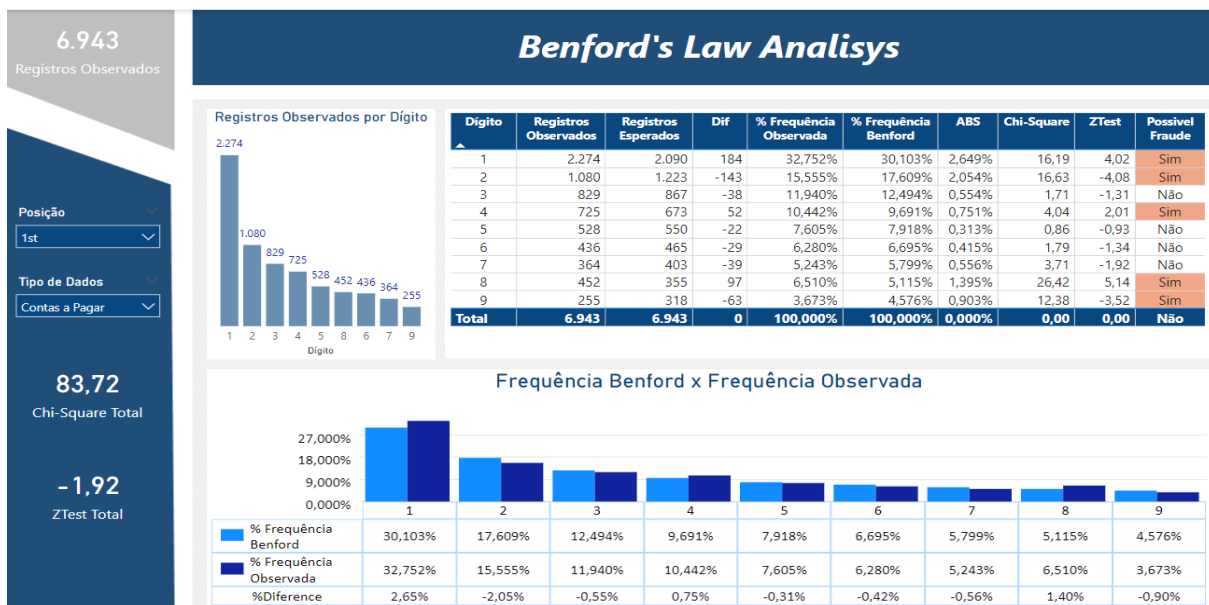 6.943
Registros Observados
Benford's Law Analisys
Posição
1st
Tipo de Dados
Contas a Pagar
83,72
Chi-Square Total
-1,92
ZTest Total
Registros Observados por Dígito
2.274
1.080
829
725
528
452
436
364
255
1 2 3 4 5 8 6 7 9
Dígito
Dígito Registros Observados Registros Esperados Dif % Frequência Observada % Frequência Benford ABS Chi-Square ZTest Possivel Fraude
1 2.274 2.090 184 32,752% 30,103% 2,649% 16,19 4,02 Sim
2 1.080 1.223 -143 15,555% 17,609% 2,054% 16,63 -4,08 Sim
3 829 867 -38 11,940% 12,494% 0,554% 1,71 -1,31 Não
4 725 673 52 10,442% 9,691% 0,751% 4,04 2,01 Sim
5 528 550 -22 7,605% 7,918% 0,313% 0,86 -0,93 Não
6 436 465 -29 6,280% 6,695% 0,415% 1,79 -1,34 Não
7 364 403 -39 5,243% 5,799% 0,556% 3,71 -1,92 Não
8 452 355 97 6,510% 5,115% 1,395% 26,42 5,14 Sim
9 255 318 -63 3,673% 4,576% 0,903% 12,38 -3,52 Sim
Total 6.943 6.943 0 100,000% 100,000% 0,000% 0,00 0,00 Não
Frequência Benford x Frequência Observada
27,000%
18,000%
9,000%
0,000%
1 2 3 4 5 6 7 8 9
% Frequência Benford 30,103% 17,609% 12,494% 9,691% 7,918% 6,695% 5,799% 5,115% 4,576%
% Frequência Observada 32,752% 15,555% 11,940% 10,442% 7,605% 6,280% 5,243% 6,510% 3,673%
%Diference 2,65% -2,05% -0,55% 0,75% -0,31% -0,42% -0,56% 1,40% -0,90%